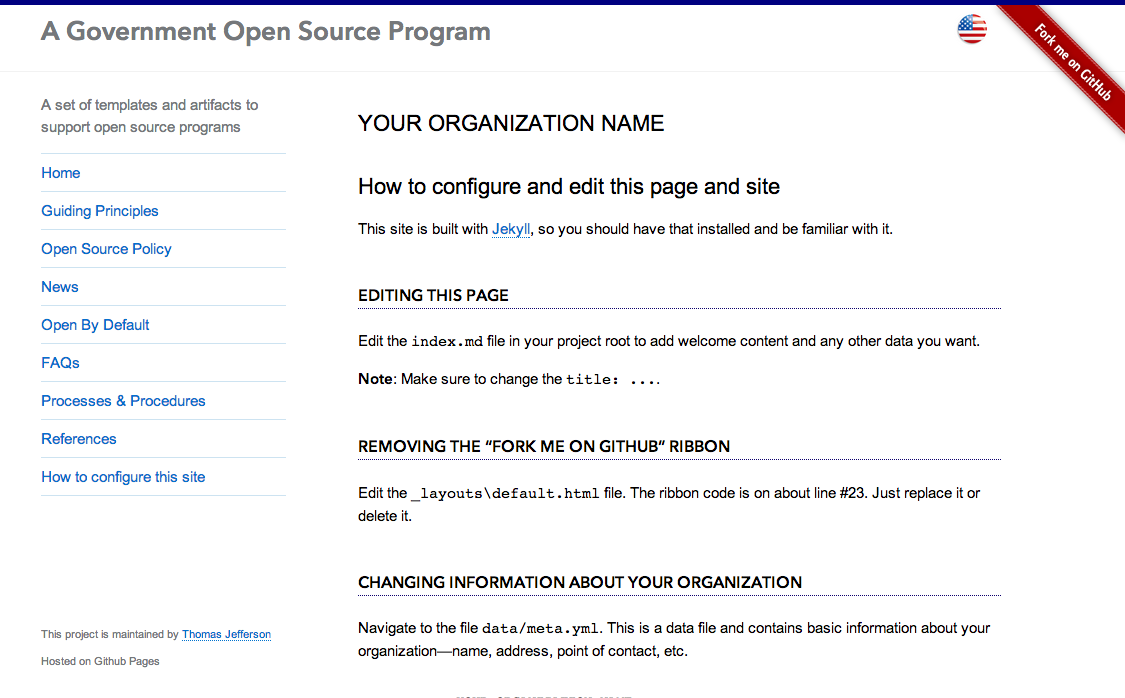 A Government Open Source Program
Fork me on GitHub
A set of templates and artifacts to
support open source programs
Home
Guiding Principles
Open Source Policy
News
Open By Default
FAQs
Processes & Procedures
References
How to configure this site
This project is maintained by Thomas Jefferson
Hosted on Github Pages
YOUR ORGANIZATION NAME
How to configure and edit this page and site
This site is built with Jekyll, so you should have that installed and be familiar with it.
EDITING THIS PAGE
Edit the index.md file in your project root to add welcome content and any other data you want.
Note: Make sure to change the title: ....
REMOVING THE “FORK ME ON GITHUB” RIBBON
Edit the _layouts\default.html file. The ribbon code is on about line #23. Just replace it or
delete it.
CHANGING INFORMATION ABOUT YOUR ORGANIZATION
Navigate to the file data/meta.yml. This is a data file and contains basic information about your
organization—name, address, point of contact, etc.